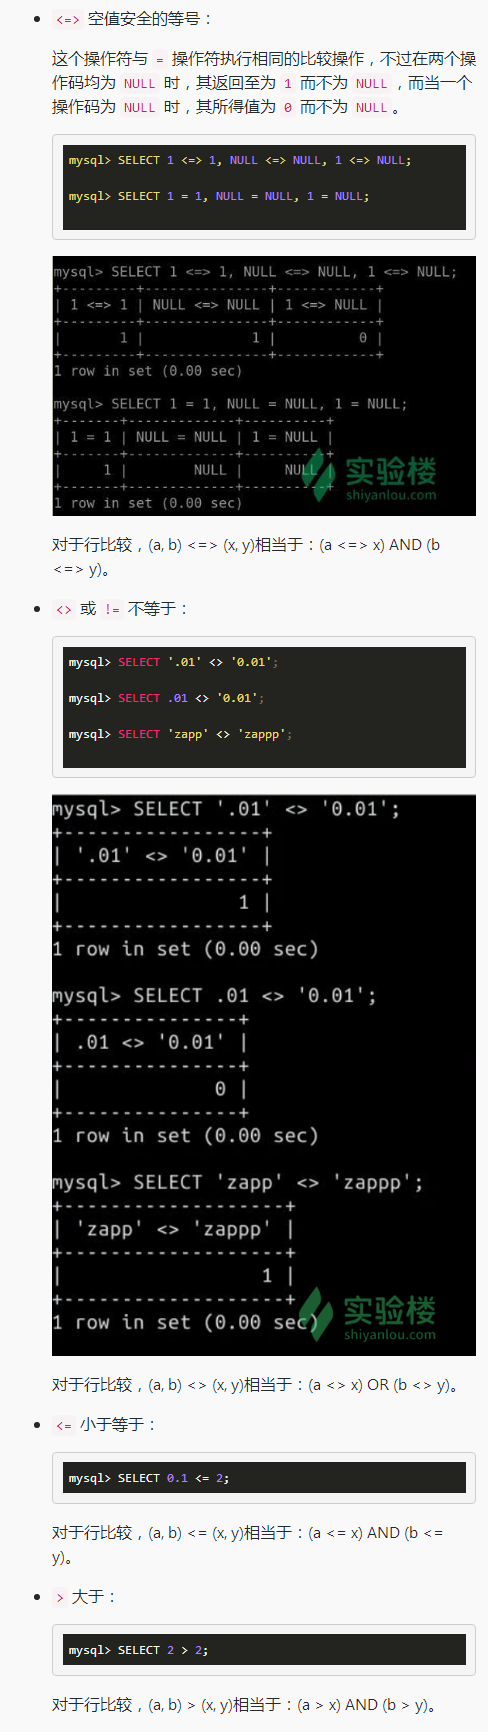 <=> 空值安全的等号：
这个操作符与 = 操作符执行相同的比较操作，不过在两个操
作码均为 NULL 时，其返回至为 1 而不为 NULL ，而当一个
操作码为 NULL 时，其所得值为 0 而不为 NULL 。
mysql> SELECT 1 <=> 1, NULL <=> NULL, 1 <=> NULL;
mysql> SELECT 1 = 1, NULL = NULL, 1 = NULL;
mysql> SELECT 1 <=> 1, NULL <=> NULL, 1 <=> NULL;
+---------+---------------+------------+
| 1 <=> 1 | NULL <=> NULL | 1 <=> NULL |
+---------+---------------+------------+
|       1 |             1 |          0 |
+---------+---------------+------------+
1 row in set (0.00 sec)
mysql> SELECT 1 = 1, NULL = NULL, 1 = NULL;
+-------+-------------+----------+
| 1 = 1 | NULL = NULL | 1 = NULL |
+-------+-------------+----------+
|     1 |        NULL |     NULL |
+-------+-------------+----------+
1 row in set (0.00 sec)
实验楼
shiyanlou.com
对于行比较，(a, b) <=> (x, y)相当于：(a <=> x) AND (b
<=> y)。
<> 或 != 不等于：
mysql> SELECT '.01' <> '0.01';
mysql> SELECT .01 <> '0.01';
mysql> SELECT 'zapp' <> 'zappp';
mysql> SELECT '.01' <> '0.01';
+-----------------+
| '.01' <> '0.01' |
+-----------------+
|               1 |
+-----------------+
1 row in set (0.00 sec)
mysql> SELECT .01 <> '0.01';
+---------------+
| .01 <> '0.01' |
+---------------+
|             0 |
+---------------+
1 row in set (0.00 sec)
mysql> SELECT 'zapp' <> 'zappp';
+-------------------+
| 'zapp' <> 'zappp' |
+-------------------+
|                 1 |
+-------------------+
1 row in set (0.00 sec)
实验楼
shiyanlou.com
对于行比较，(a, b) <> (x, y)相当于：(a <> x) OR (b <> y)。
<= 小于等于：
mysql> SELECT 0.1 <= 2;
对于行比较，(a, b) <= (x, y)相当于：(a <= x) AND (b <=
y)。
> 大于：
mysql> SELECT 2 > 2;
对于行比较，(a, b) > (x, y)相当于：(a > x) AND (b > y)。